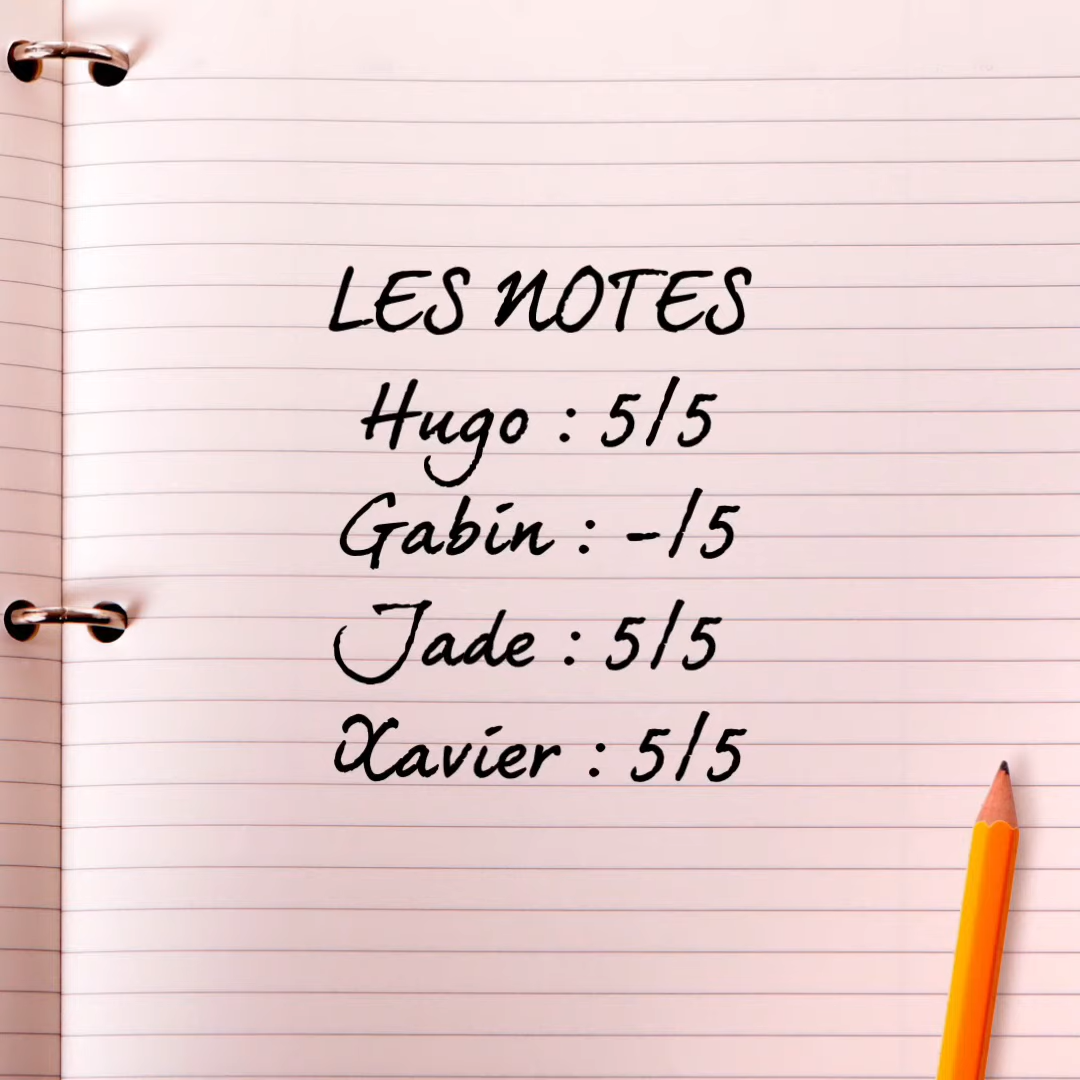 LES NOTES
Hugo : 5/5
Gabin : -/5
Jade : 5/5
Xavier : 5/5